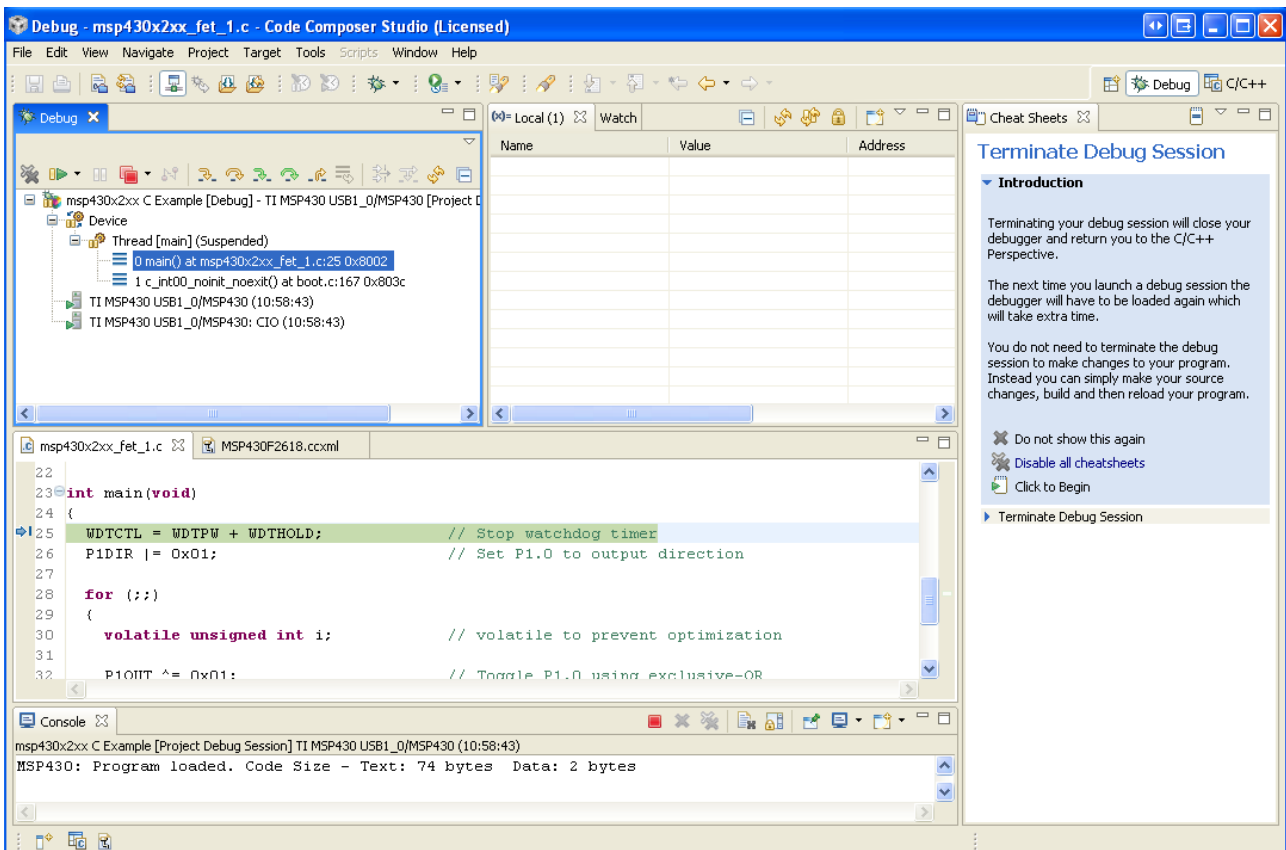 Debug - msp430x2xx_fet_1.c - Code Composer Studio (Licensed)
File Edit View Navigate Project Target Tools Scripts Window Help
Debug C/C++
Debug
msp430x2xx C Example [Debug] - TI MSP430 USB1_0/MSP430 [Project D
Device
Thread [main] (Suspended)
0 main() at msp430x2xx_fet_1.c:25 0x8002
1 c_int00_noinit_noexit() at boot.c:167 0x803c
TI MSP430 USB1_0/MSP430 (10:58:43)
TI MSP430 USB1_0/MSP430: CIO (10:58:43)
(x)= Local (1) Watch
Name Value Address
Cheat Sheets
Terminate Debug Session
Introduction
Terminating your debug session will close your
debugger and return you to the C/C++
Perspective.
The next time you launch a debug session the
debugger will have to be loaded again which
will take extra time.
You do not need to terminate the debug
session to make changes to your program.
Instead you can simply make your source
changes, build and then reload your program.
Do not show this again
Disable all cheatsheets
Click to Begin
Terminate Debug Session
msp430x2xx_fet_1.c MSP430F2618.ccxml
22
23 int main(void)
24 {
25 WDTCTL = WDTPW + WDTHOLD; // Stop watchdog timer
26 P1DIR |= 0x01; // Set P1.0 to output direction
27
28 for (;;)
29 {
30 volatile unsigned int i; // volatile to prevent optimization
31
32 P1OUT ^= 0x01; // Toggle P1.0 using exclusive-OR
Console
msp430x2xx C Example [Project Debug Session] TI MSP430 USB1_0/MSP430 (10:58:43)
MSP430: Program loaded. Code Size - Text: 74 bytes Data: 2 bytes